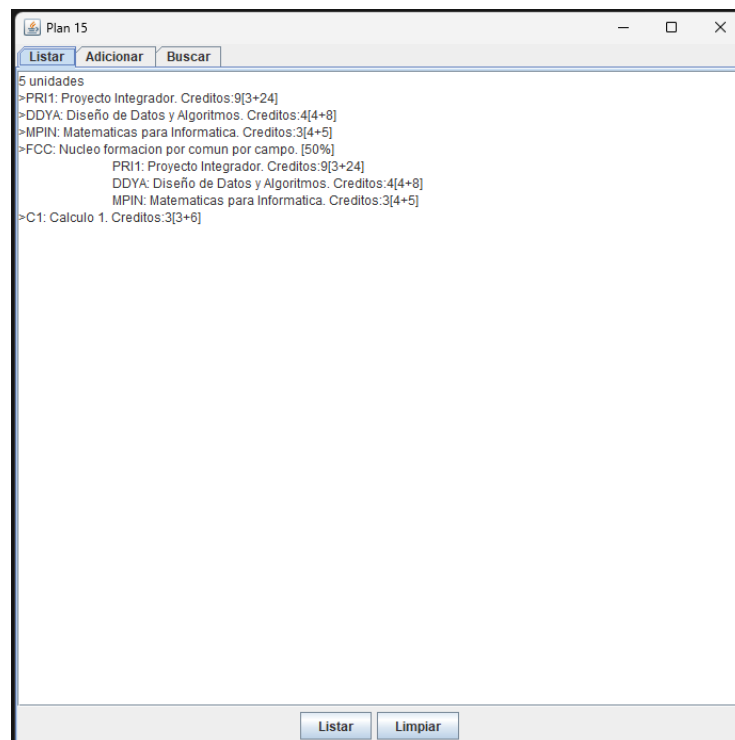 Plan 15
Listar Adicionar Buscar
5 unidades
>PRI1: Proyecto Integrador. Creditos:9[3+24]
>DDYA: Diseño de Datos y Algoritmos. Creditos:4[4+8]
>MPIN: Matematicas para Informatica. Creditos:3[4+5]
>FCC: Nucleo formacion por comun por campo. [50%]
PRI1: Proyecto Integrador. Creditos:9[3+24]
DDYA: Diseño de Datos y Algoritmos. Creditos:4[4+8]
MPIN: Matematicas para Informatica. Creditos:3[4+5]
>C1: Calculo 1. Creditos:3[3+6]
Listar Limpiar